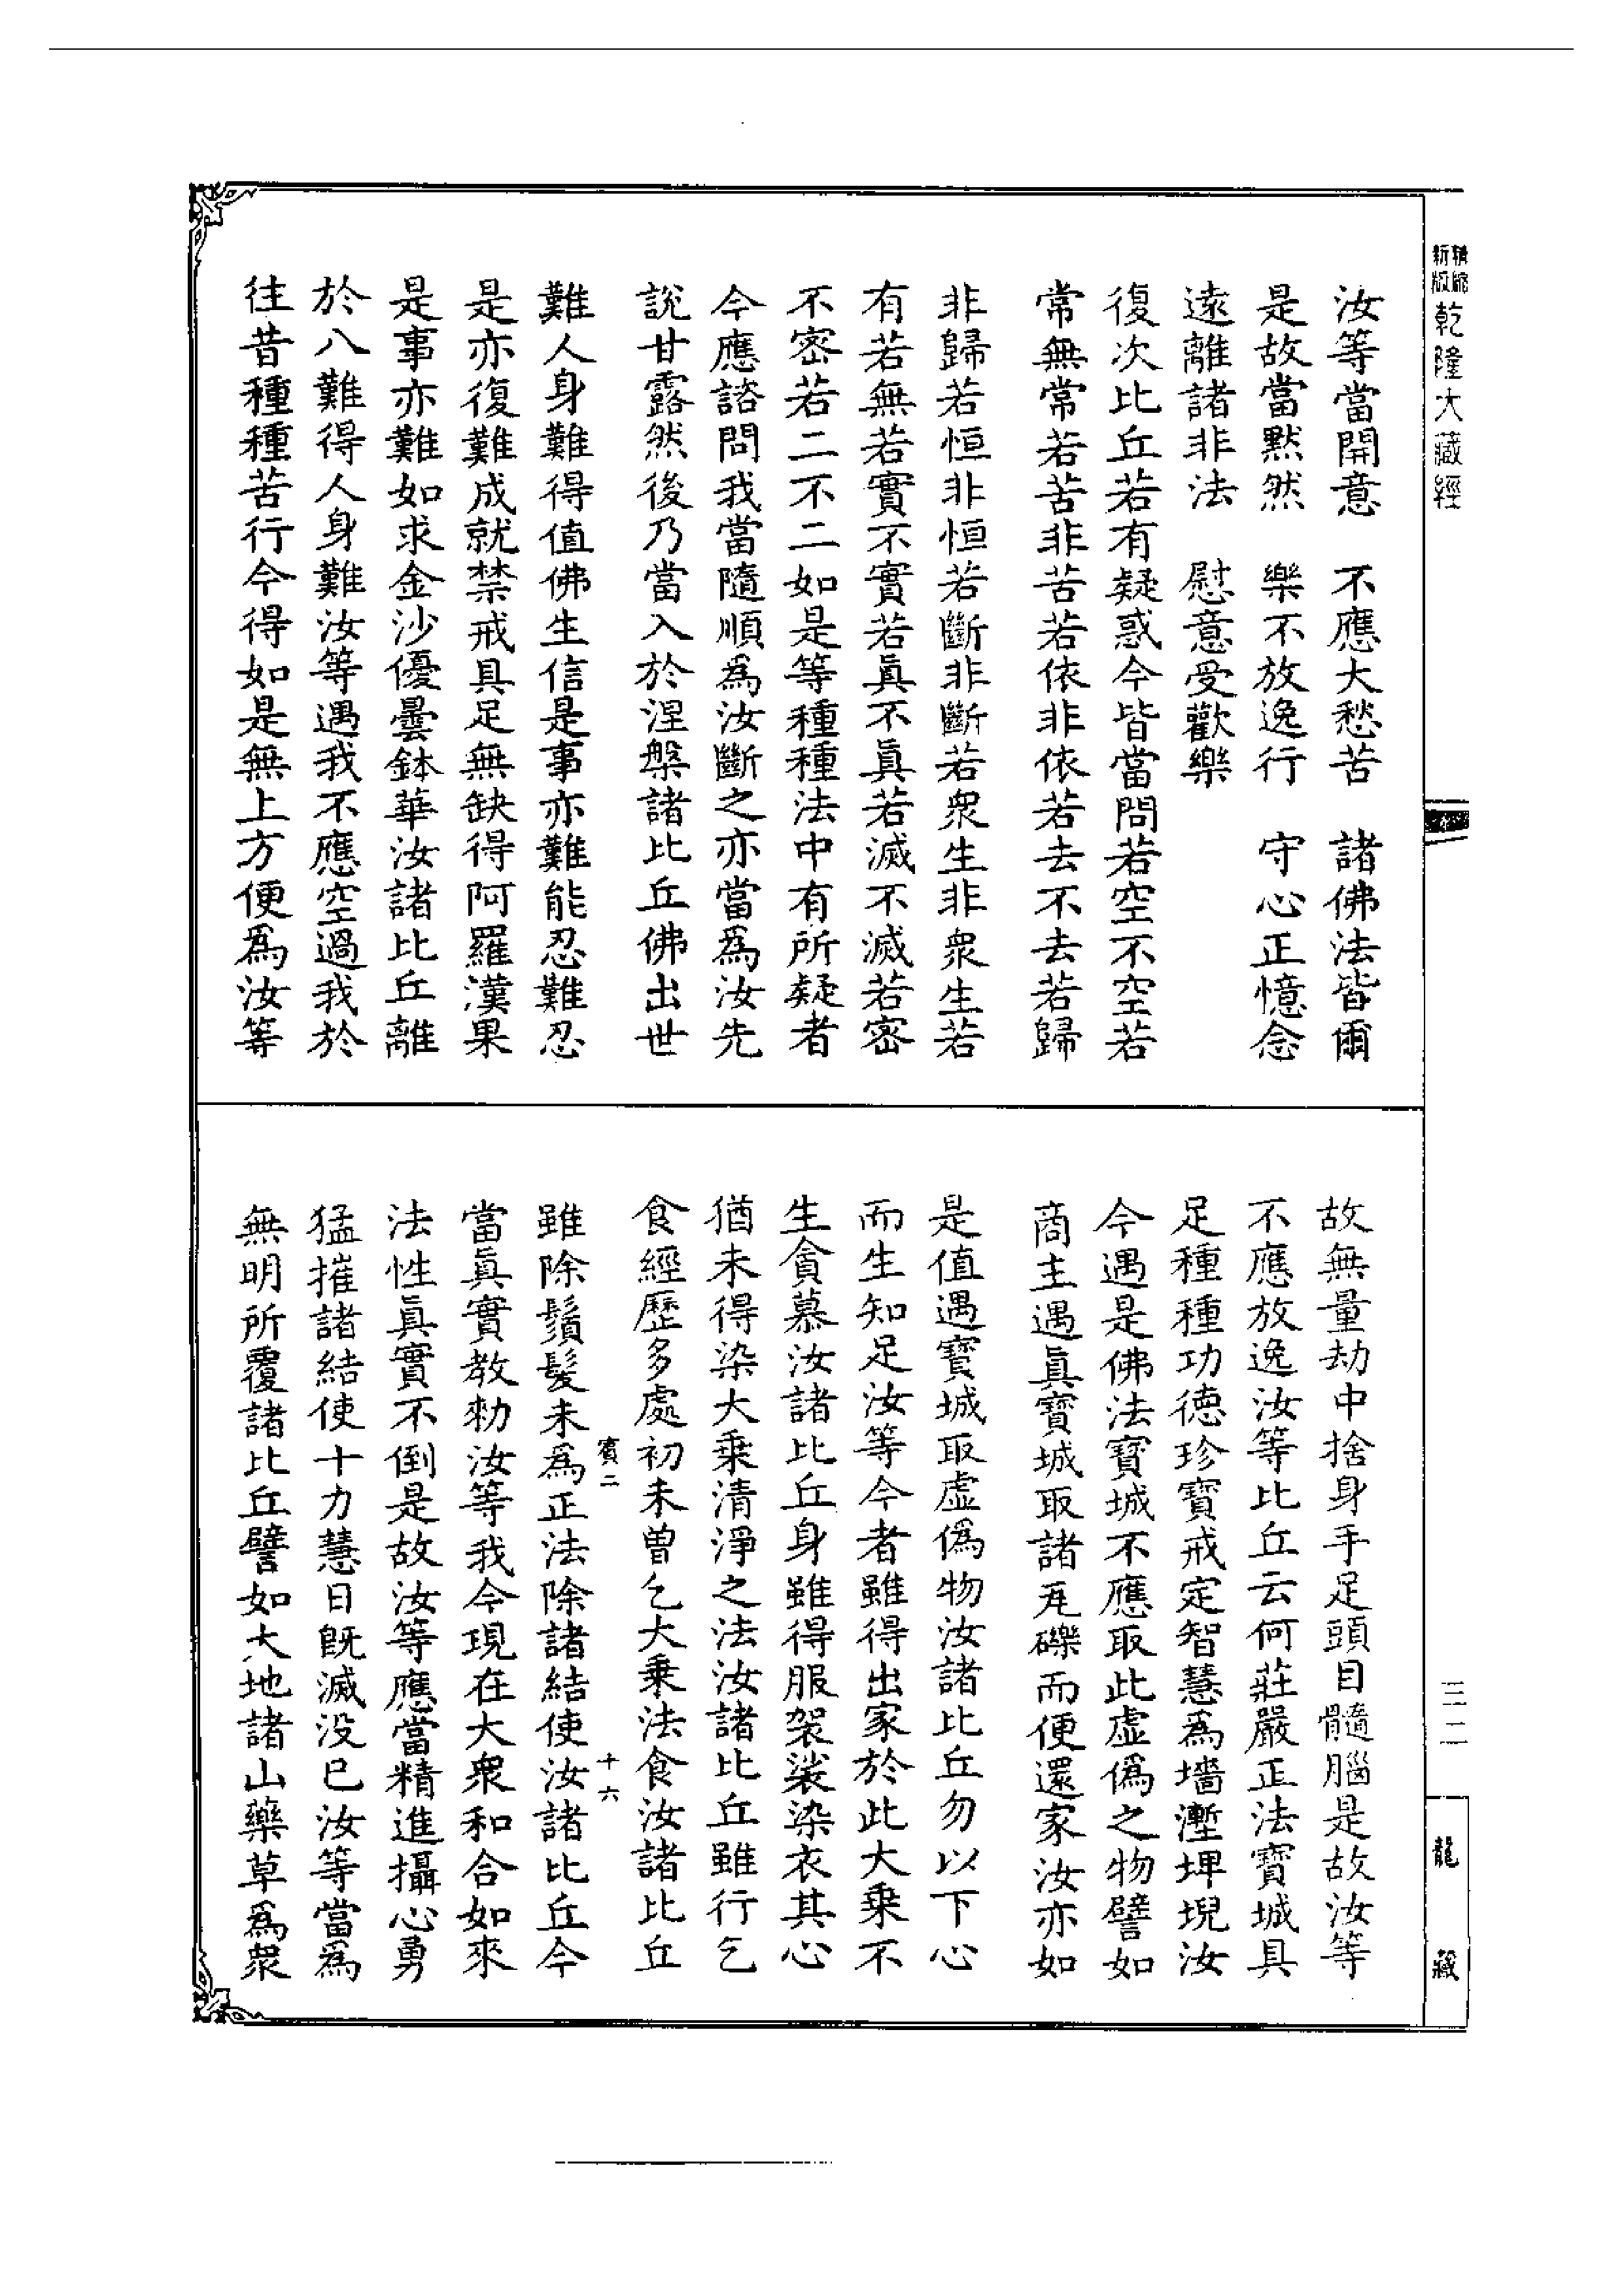 精縮
新版
乾隆大藏經
汝等當開意　不應大愁苦　諸佛法皆爾
是故當黙然　樂不放逸行　守心正憶念
遠離諸非法　慰意受歡樂
復次比丘若有疑惑今皆當問若空不空若
常無常若苦非苦若依非依若去不去若歸
非歸若恒非恒若斷非斷若衆生非衆生若
有若無若實不實若眞不眞若滅不滅若密
不密若二不二如是等種種法中有所疑者
今應諮問我當隨順爲汝斷之亦當爲汝先
說甘露然後乃當入於涅槃諸比丘佛出世
難人身難得值佛生信是事亦難能忍難忍
是亦復難成就禁戒具足無缺得阿羅漢果
是事亦難如求金沙優曇鉢華汝諸比丘離
於八難得人身難汝等遇我不應空過我於
往昔種種苦行今得如是無上方便爲汝等
故無量劫中捨身手足頭目髓腦是故汝等
不應放逸汝等比丘云何莊嚴正法寶城具
足種種功德珍寶戒定智慧爲墻壍埤堄汝
今遇是佛法寶城不應取此虛僞之物譬如
商主遇眞寶城取諸瓦礫而便還家汝亦如
是值遇寶城取虛僞物汝諸比丘勿以下心
而生知足汝等今者雖得出家於此大乗不
生貪慕汝諸比丘身雖得服袈裟染衣其心
猶未得染大乗清淨之法汝諸比丘雖行乞
食經歷多處初未曾乞大乗法食汝諸比丘
賓二　十六
雖除鬚髮未爲正法除諸結使汝諸比丘今
當眞實教勑汝等我今現在大衆和合如來
法性眞實不倒是故汝等應當精進攝心勇
猛摧諸結使十力慧日旣滅没已汝等當爲
無明所覆諸比丘譬如大地諸山藥草爲衆
三二
龍藏